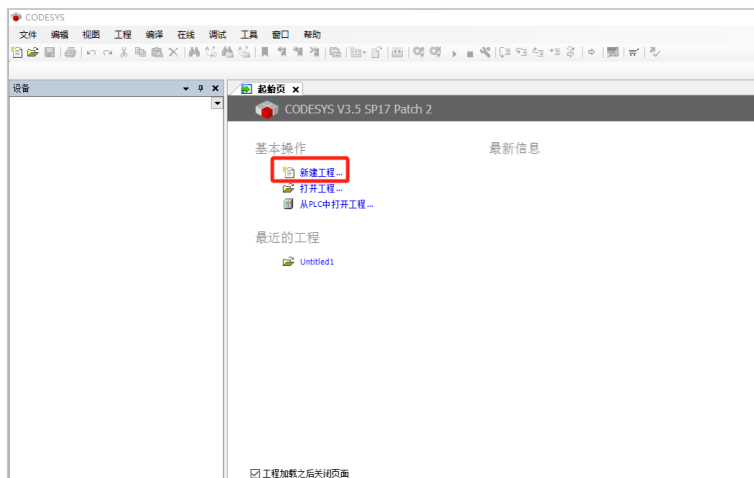 CODESYS
文件 编辑 视图 工程 编译 在线 调试 工具 窗口 帮助
设备
起始页
CODESYS V3.5 SP17 Patch 2
基本操作
最新信息
新建工程...
打开工程...
从PLC中打开工程...
最近的工程
Untitled1
工程加载之后关闭页面